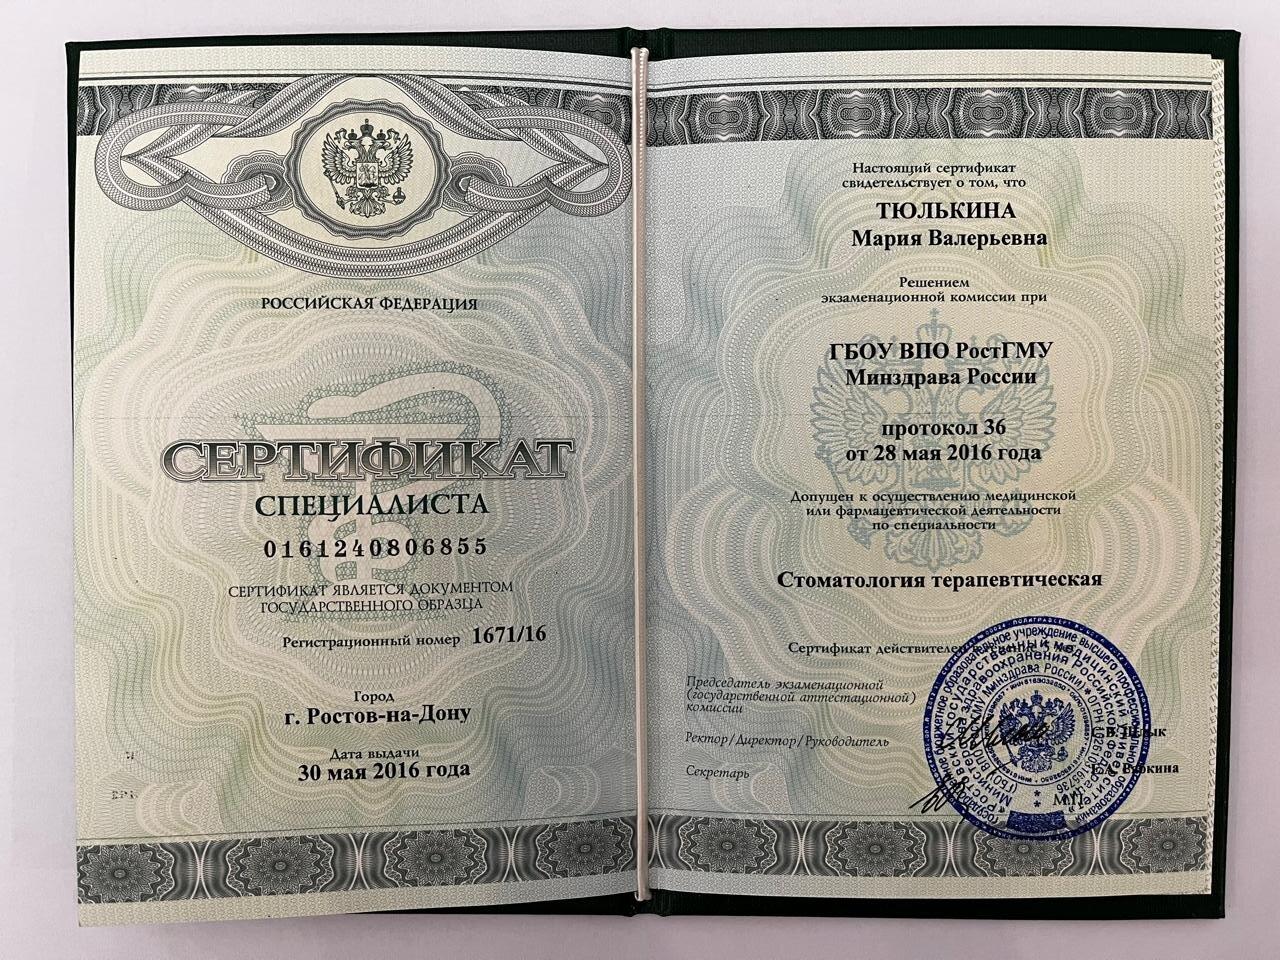 РОССИЙСКАЯ ФЕДЕРАЦИЯ
СЕРТИФИКАТ
СПЕЦИАЛИСТА
0161240806855
СЕРТИФИКАТ ЯВЛЯЕТСЯ ДОКУМЕНТОМ
ГОСУДАРСТВЕННОГО ОБРАЗЦА
Регистрационный номер 1671/16
Город
г. Ростов-на-Дону
Дата выдачи
30 мая 2016 года
Настоящий сертификат
свидетельствует о том, что
ТЮЛЬКИНА
Мария Валерьевна
Решением
экзаменационной комиссии при
ГБОУ ВПО РостГМУ
Минздрава России
протокол 36
от 28 мая 2016 года
Допущен к осуществлению медицинской
или фармацевтической деятельности
по специальности
Стоматология терапевтическая
Сертификат действителен
Председатель экзаменационной
(государственной аттестационной)
комиссии
Ректор/Директор/Руководитель
Секретарь
М.П.